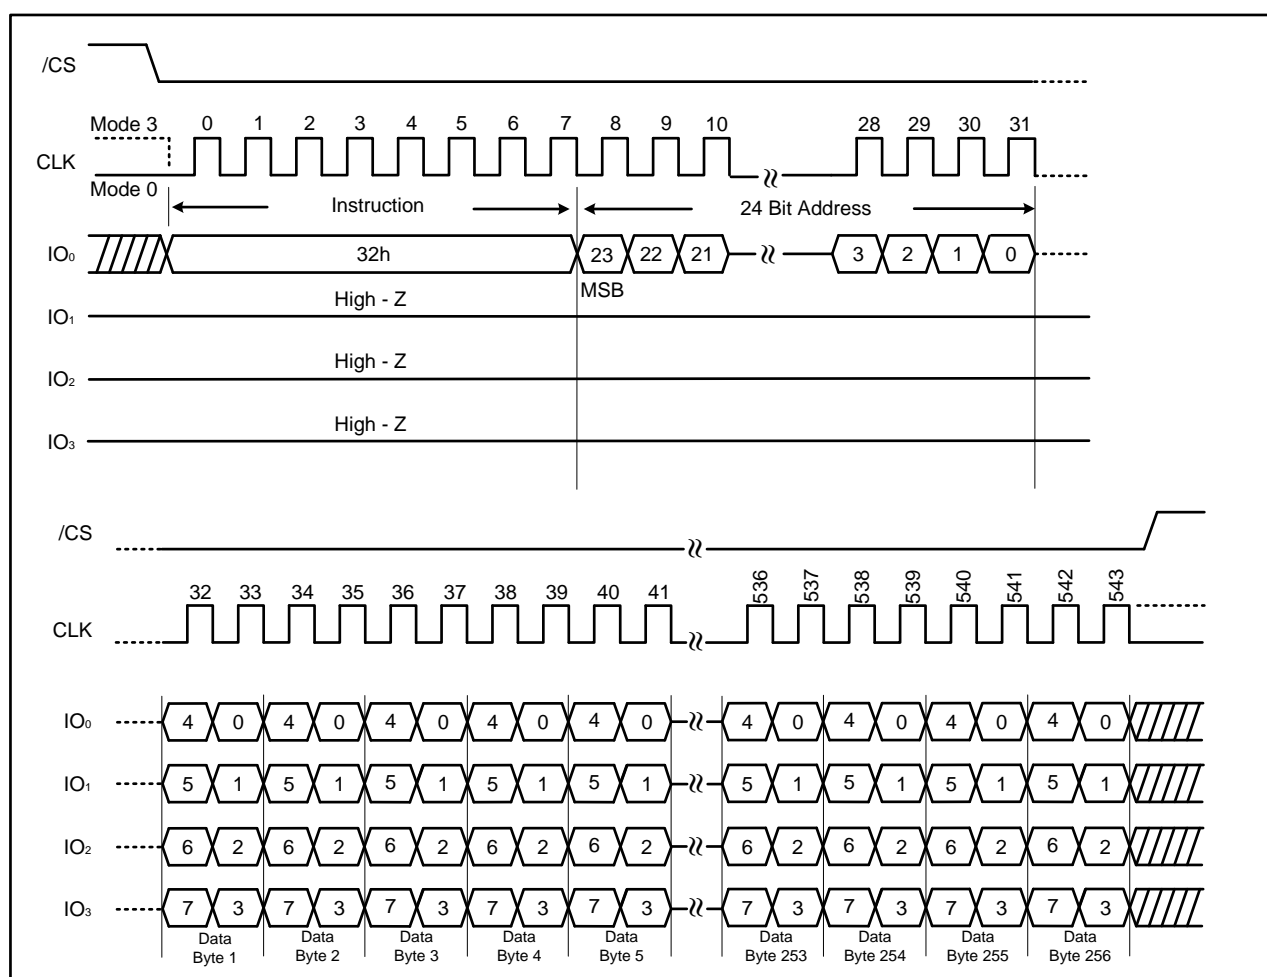 /CS
Mode 3 0 1 2 3 4 5 6 7 8 9 10 28 29 30 31
CLK
Mode 0
Instruction 24 Bit Address
IO0 32h 23 22 21 3 2 1 0
MSB
High - Z
IO1
High - Z
IO2
High - Z
IO3
/CS
32 33 34 35 36 37 38 39 40 41 536 537 538 539 540 541 542 543
CLK
IO0 4 0 4 0 4 0 4 0 4 0 4 0 4 0 4 0 4 0
IO1 5 1 5 1 5 1 5 1 5 1 5 1 5 1 5 1 5 1
IO2 6 2 6 2 6 2 6 2 6 2 6 2 6 2 6 2 6 2
IO3 7 3 7 3 7 3 7 3 7 3 7 3 7 3 7 3 7 3
Data Data Data Data Data Data Data Data Data
Byte 1 Byte 2 Byte 3 Byte 4 Byte 5 Byte 253 Byte 254 Byte 255 Byte 256